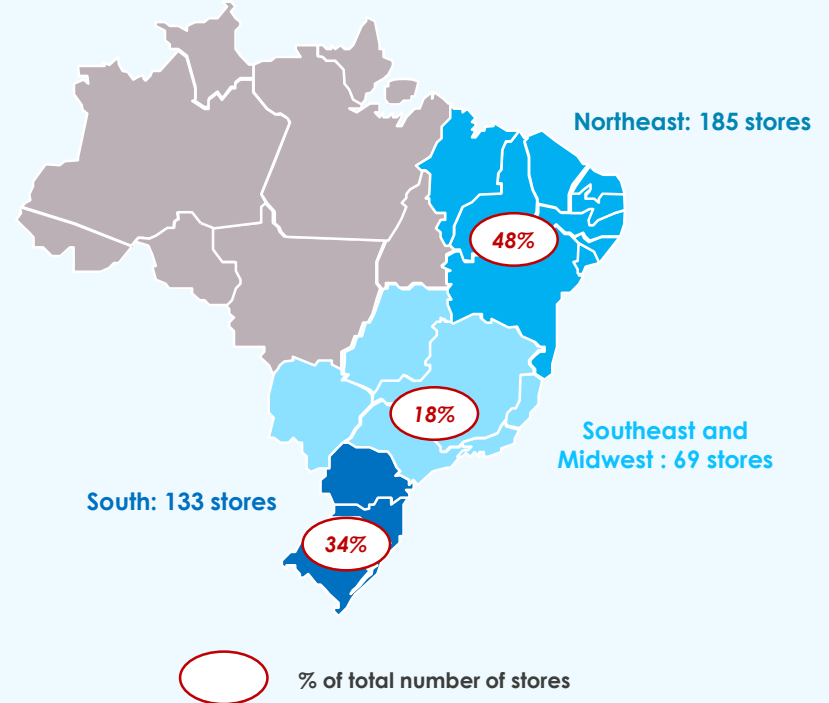 Northeast: 185 stores
48%
18%
Southeast and
Midwest : 69 stores
South: 133 stores
34%
% of total number of stores